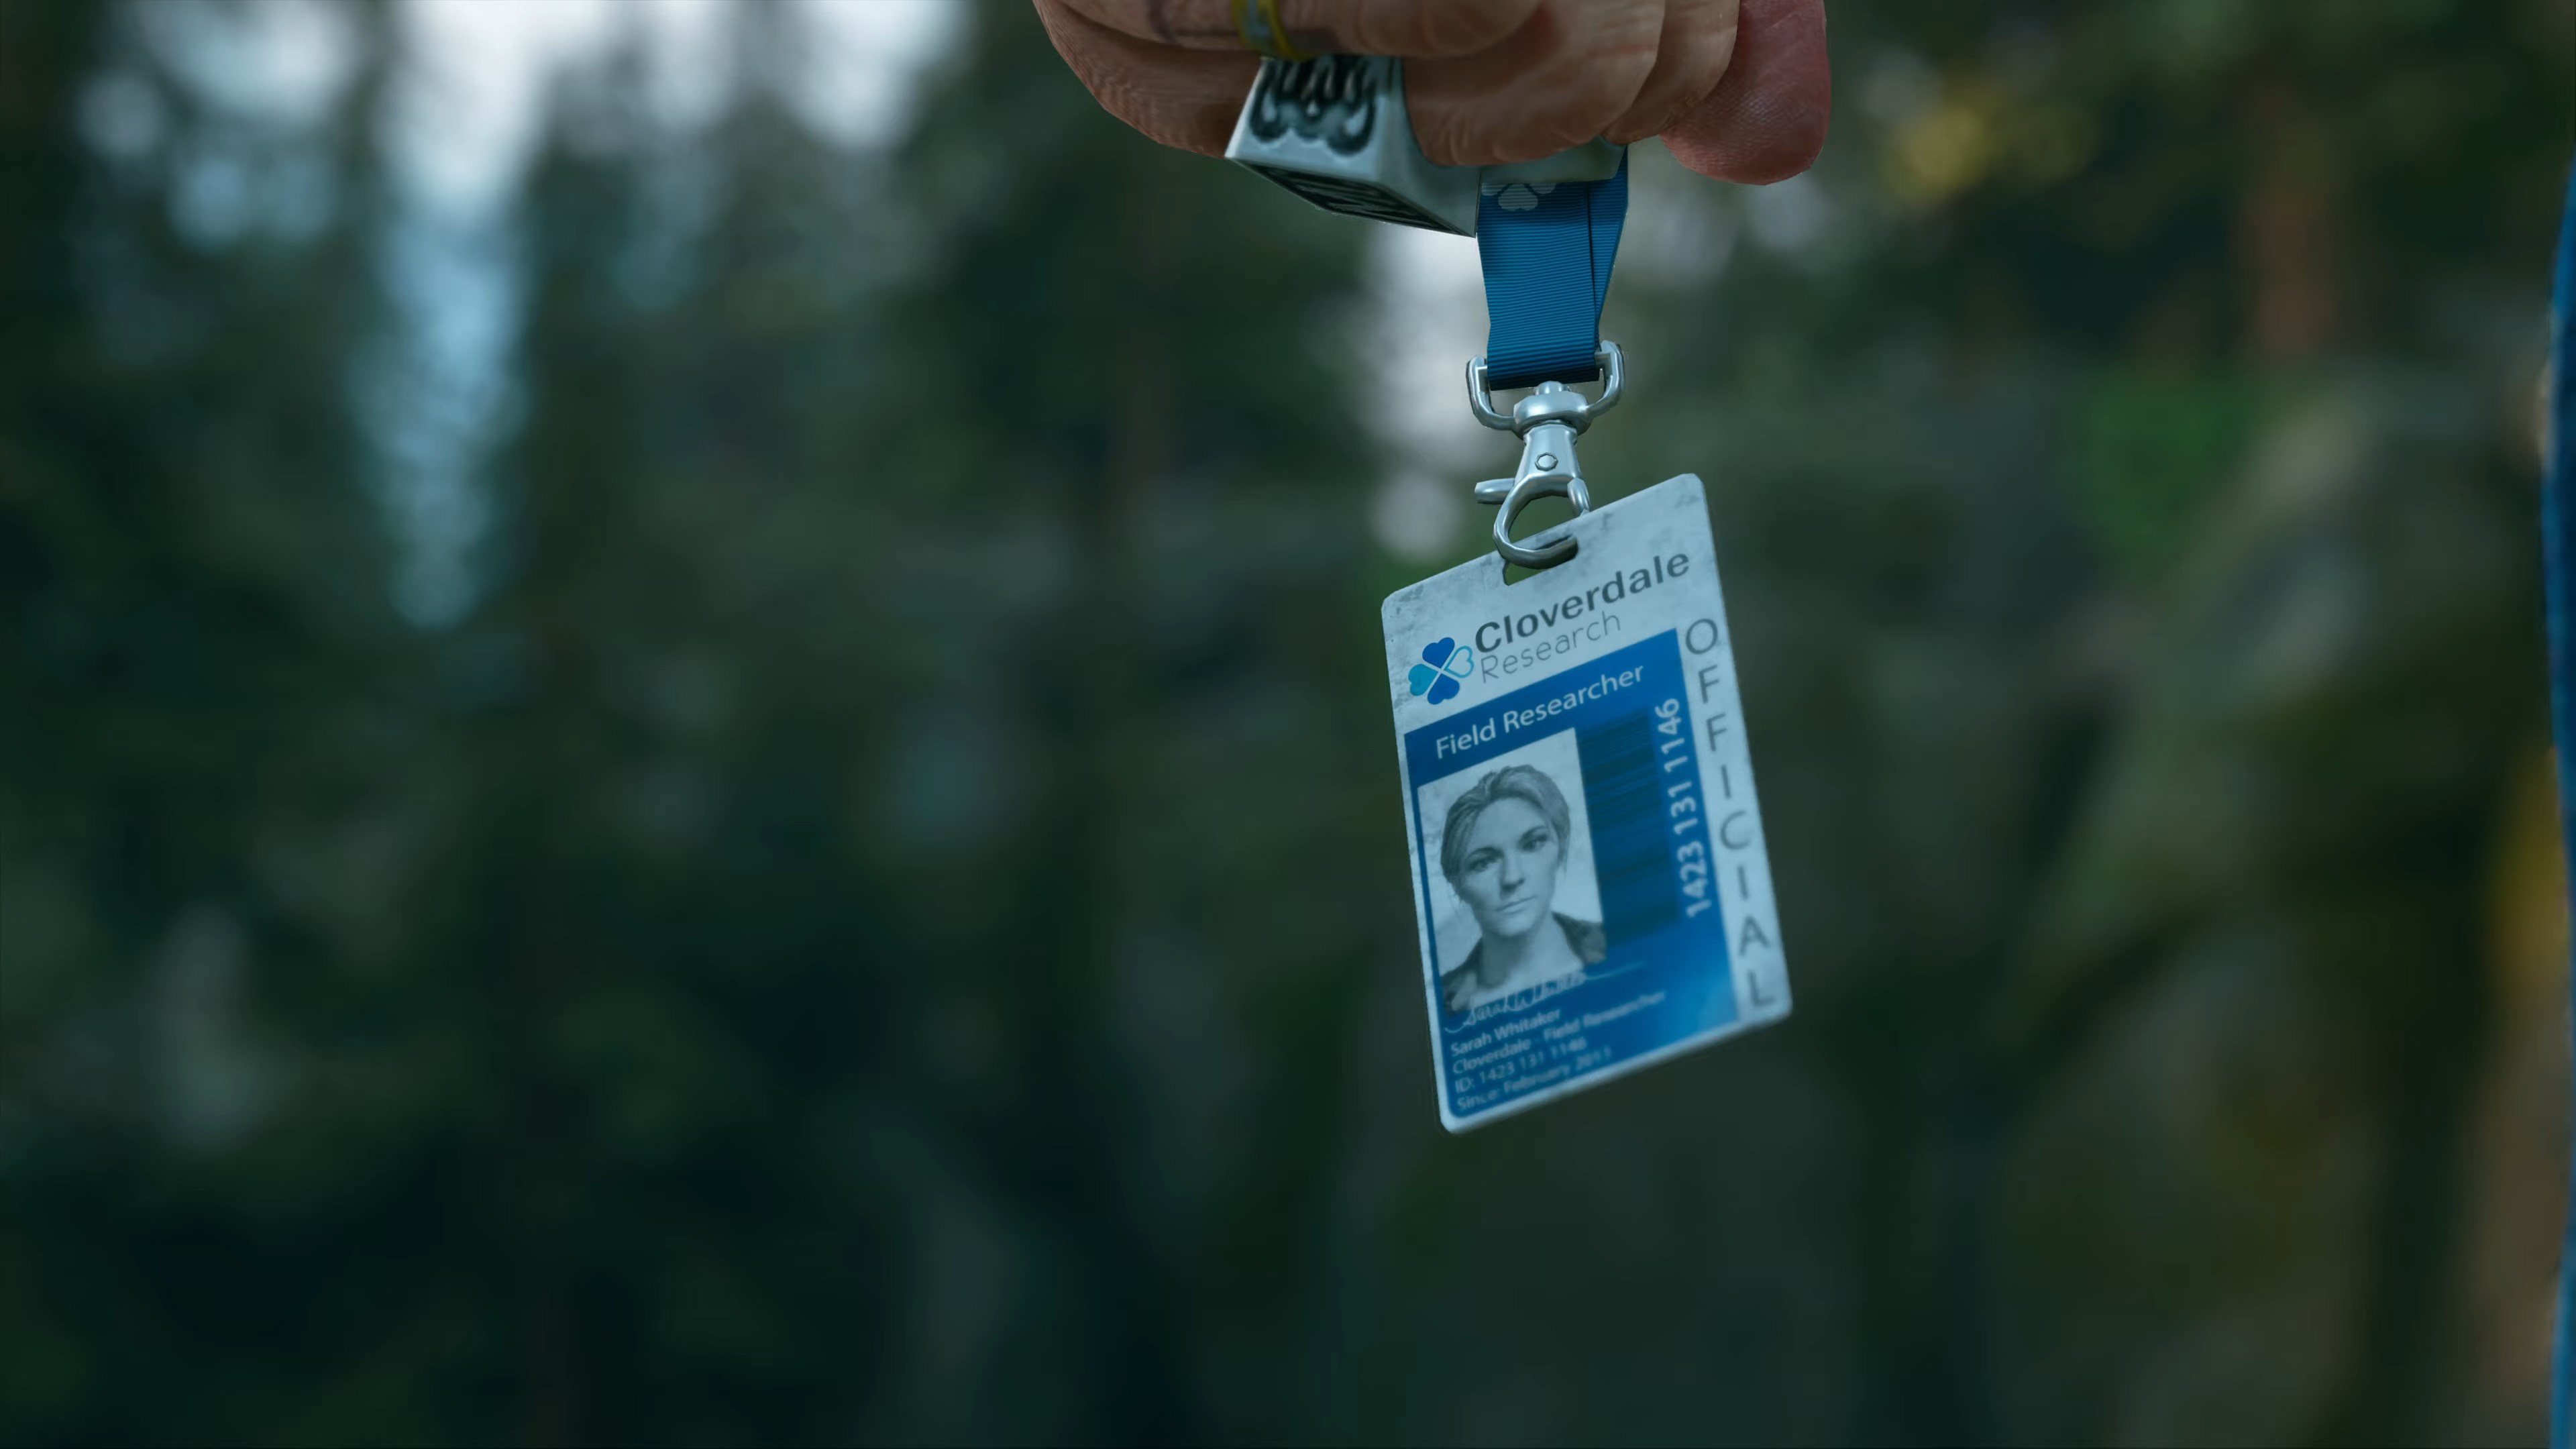 Cloverdale
Research
Field Researcher
1423 131 1146
OFFICIAL
Sarah Whitaker
Cloverdale - Field Researcher
ID: 1423 131 1146
Since: February